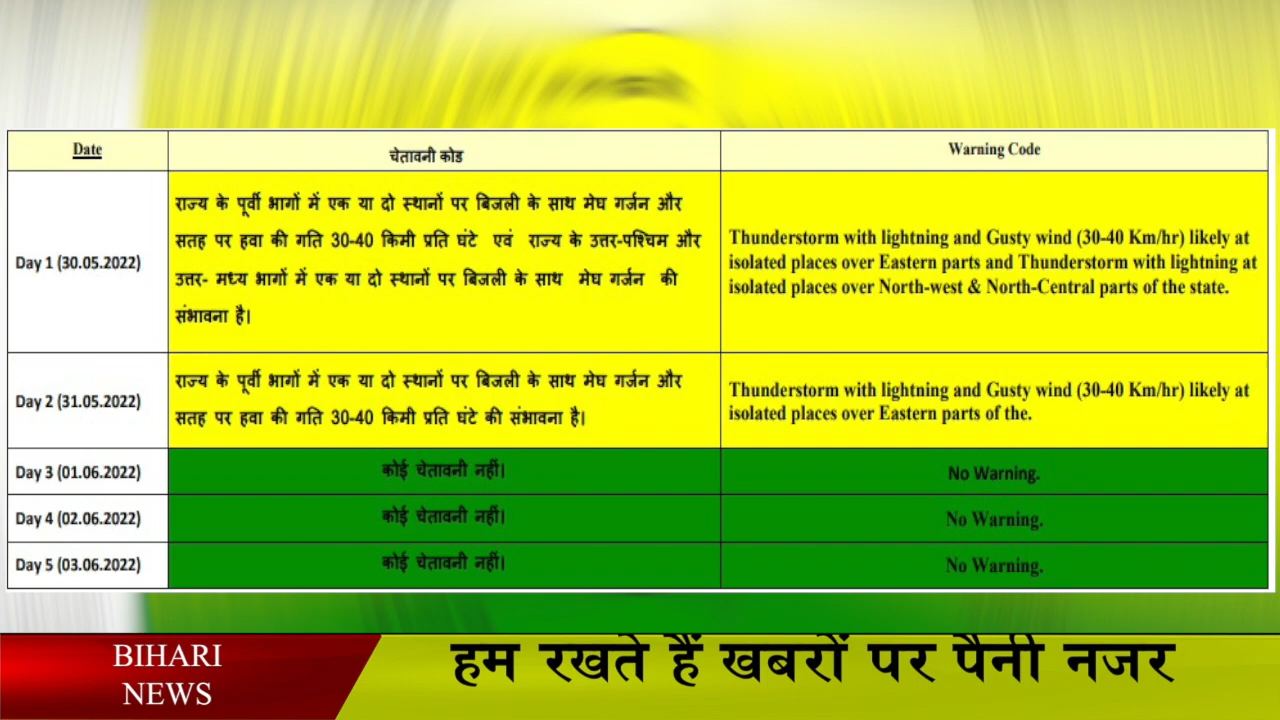 Date
चेतावनी कोड
Warning Code
Day 1 (30.05.2022)
राज्य के पूर्वी भागों में एक या दो स्थानों पर बिजली के साथ मेघ गर्जन और
सतह पर हवा की गति 30-40 किमी प्रति घंटे एवं राज्य के उत्तर-पश्चिम और
उत्तर- मध्य भागों में एक या दो स्थानों पर बिजली के साथ मेघ गर्जन की
संभावना है।
Thunderstorm with lightning and Gusty wind (30-40 Km/hr) likely at
isolated places over Eastern parts and Thunderstorm with lightning at
isolated places over North-west & North-Central parts of the state.
Day 2 (31.05.2022)
राज्य के पूर्वी भागों में एक या दो स्थानों पर बिजली के साथ मेघ गर्जन और
सतह पर हवा की गति 30-40 किमी प्रति घंटे की संभावना है।
Thunderstorm with lightning and Gusty wind (30-40 Km/hr) likely at
isolated places over Eastern parts of the.
Day 3 (01.06.2022)
कोई चेतावनी नहीं।
No Warning.
Day 4 (02.06.2022)
कोई चेतावनी नहीं।
No Warning.
Day 5 (03.06.2022)
कोई चेतावनी नहीं।
No Warning.
BIHARI
NEWS
हम रखते हैं खबरों पर पैनी नजर